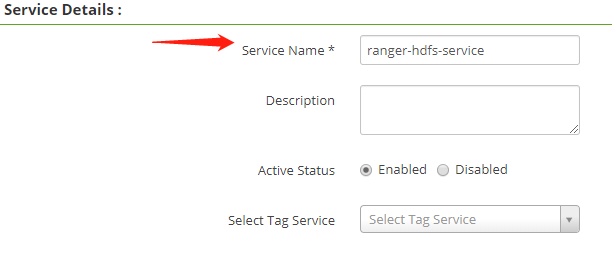 Service Details :
Service Name * ranger-hdfs-service
Description
Active Status Enabled Disabled
Select Tag Service Select Tag Service